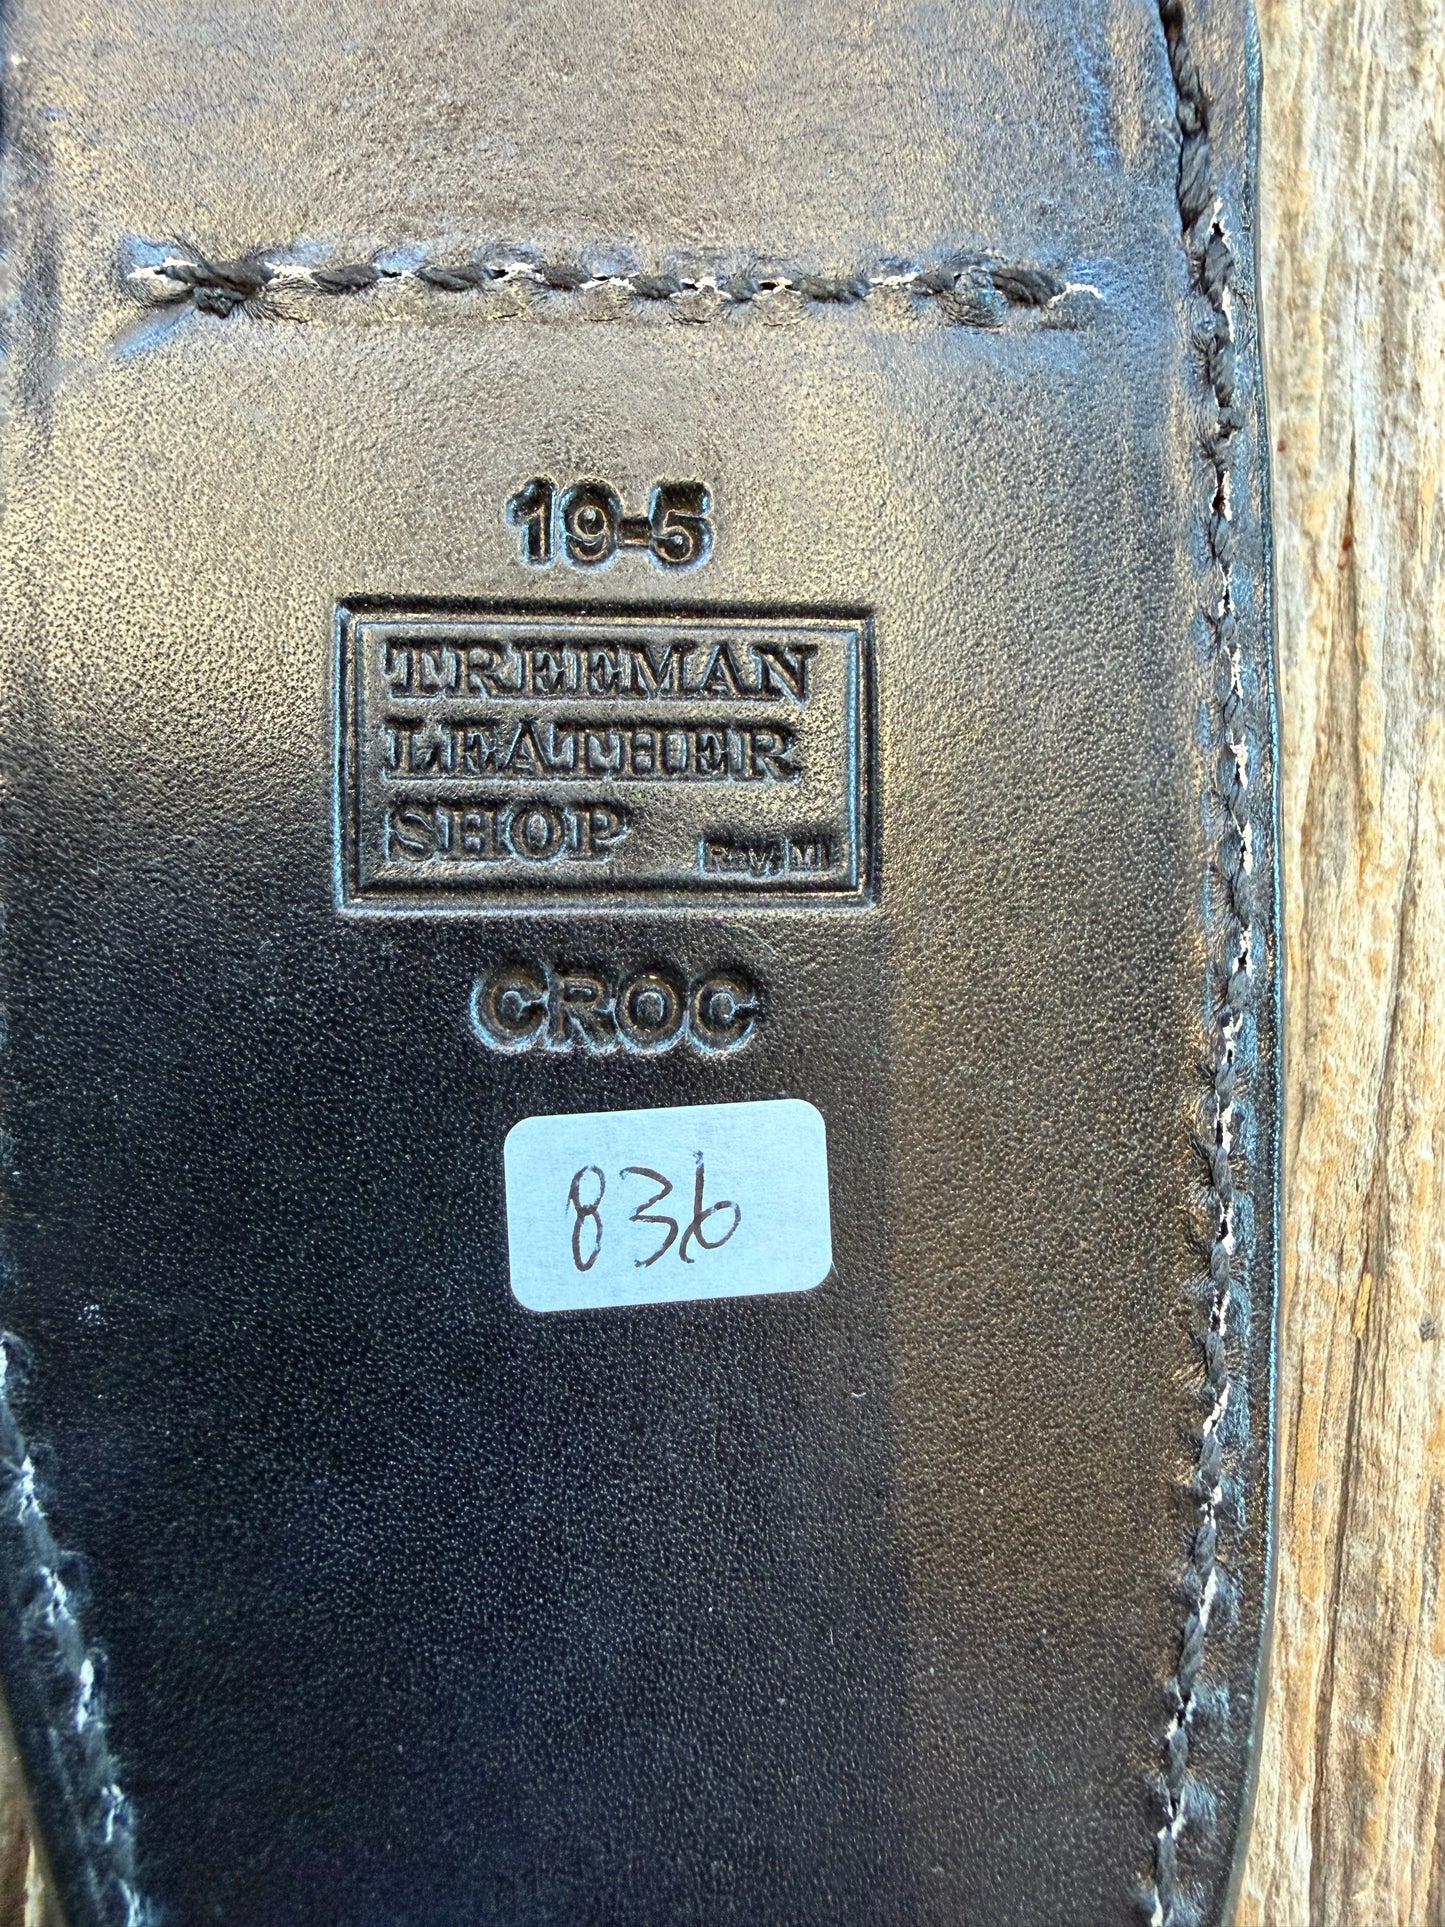 19-5
TREEMAN
LEATHER
SHOP Ray, MI
CROC
836